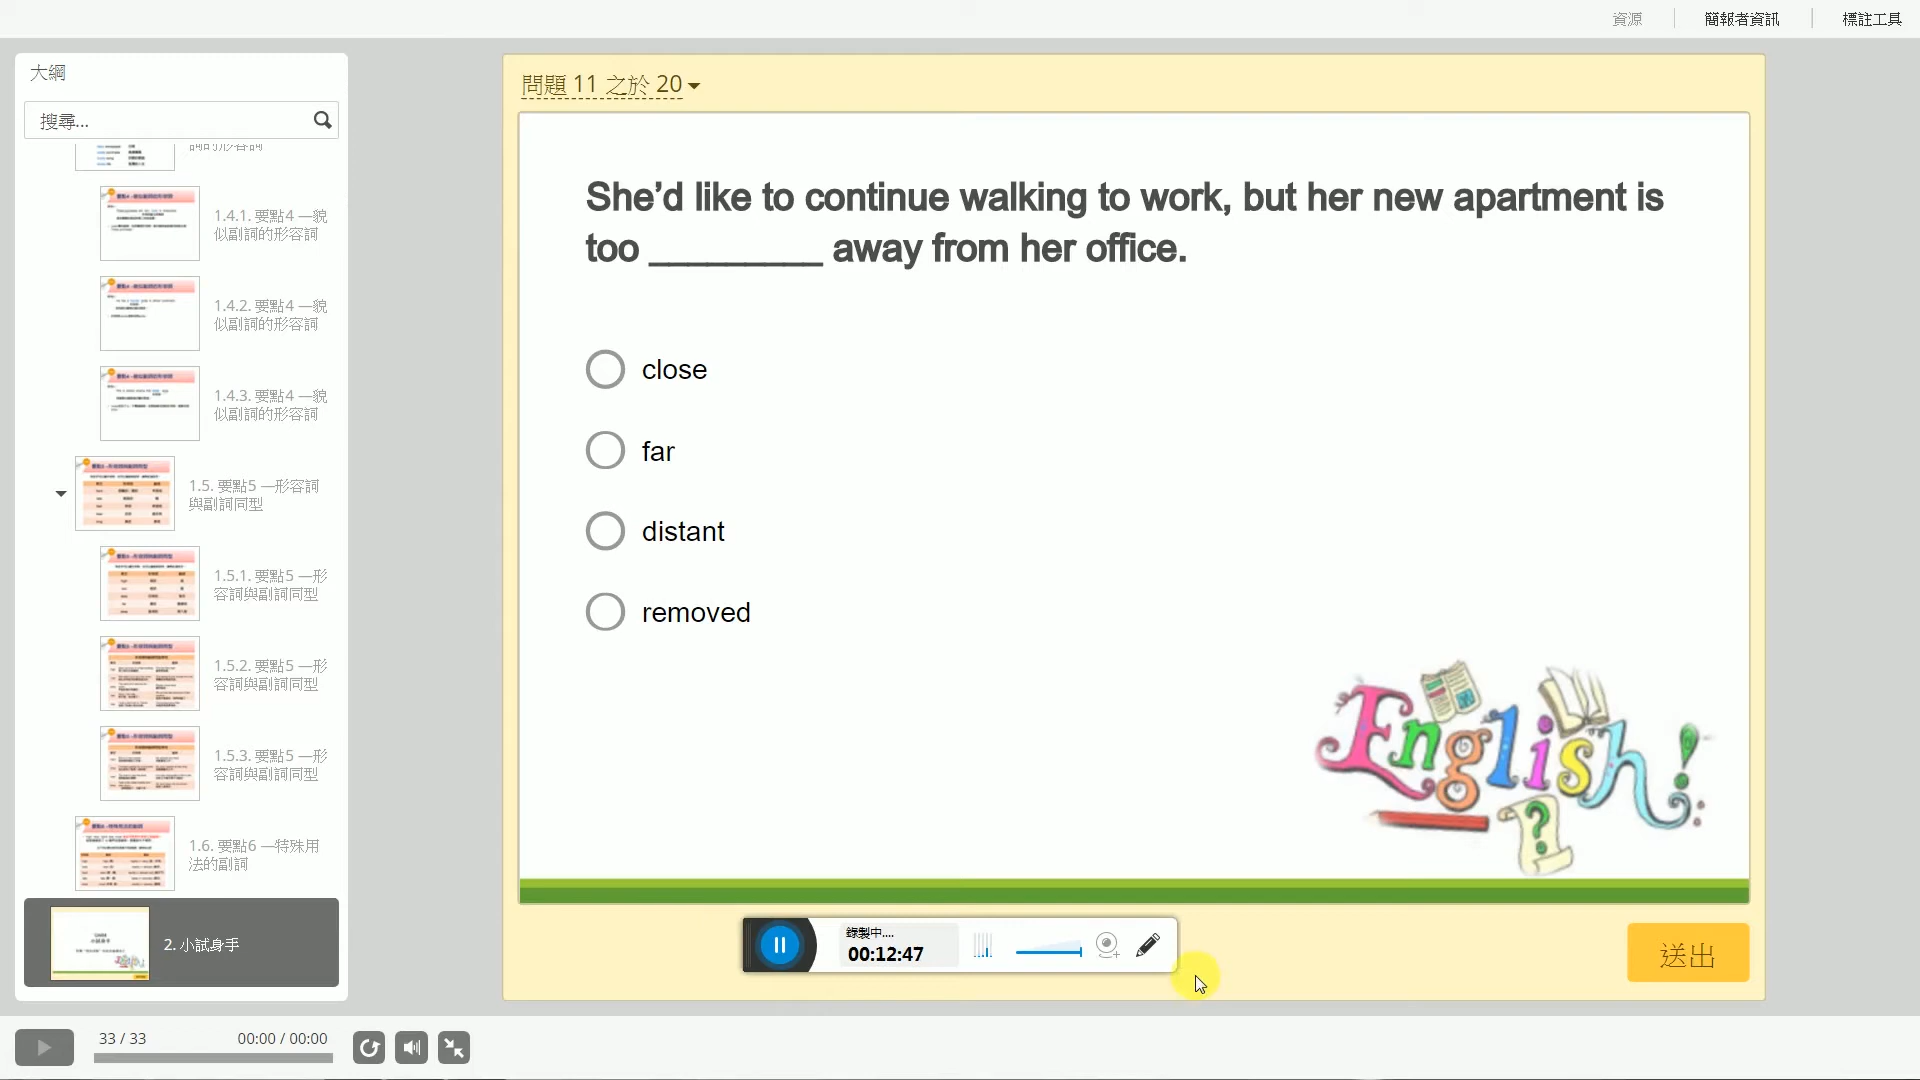 資源
簡報者資訊
標註工具
大綱
搜尋...
詞的形容詞
1.4.1. 要點4 —貌
似副詞的形容詞
1.4.2. 要點4 —貌
似副詞的形容詞
1.4.3. 要點4 —貌
似副詞的形容詞
1.5. 要點5 —形容詞
與副詞同型
1.5.1. 要點5 —形
容詞與副詞同型
1.5.2. 要點5 —形
容詞與副詞同型
1.5.3. 要點5 —形
容詞與副詞同型
1.6. 要點6 —特殊用
法的副詞
2. 小試身手
問題 11 之於 20
She’d like to continue walking to work, but her new apartment is
too _________ away from her office.
close
far
distant
removed
English!
?
錄製中....
00:12:47
送出
33 / 33
00:00 / 00:00